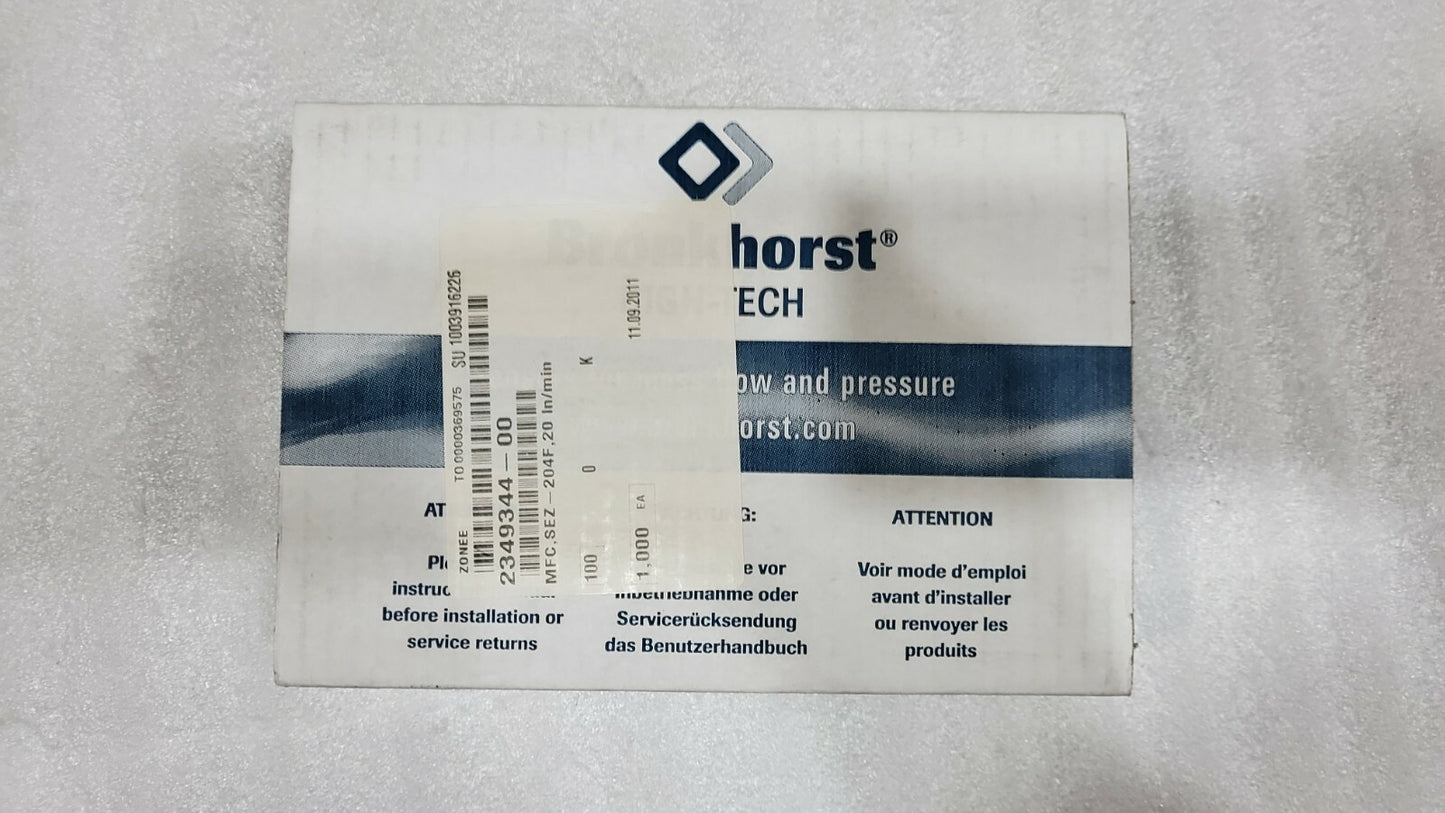 Bronkhorst®
HIGH-TECH
ow and pressure
orst.com
ZONEE TO 0000369575 SU 1003916226
2349344-00
MFC.SEZ-204F,20 ln/min
100 0 K
1,000 EA 11.09.2011
AT
Pl
instruc
before installation or
service returns
G:
e vor
Inbetriebnahme oder
Servicerücksendung
das Benutzerhandbuch
ATTENTION
Voir mode d'emploi
avant d'installer
ou renvoyer les
produits